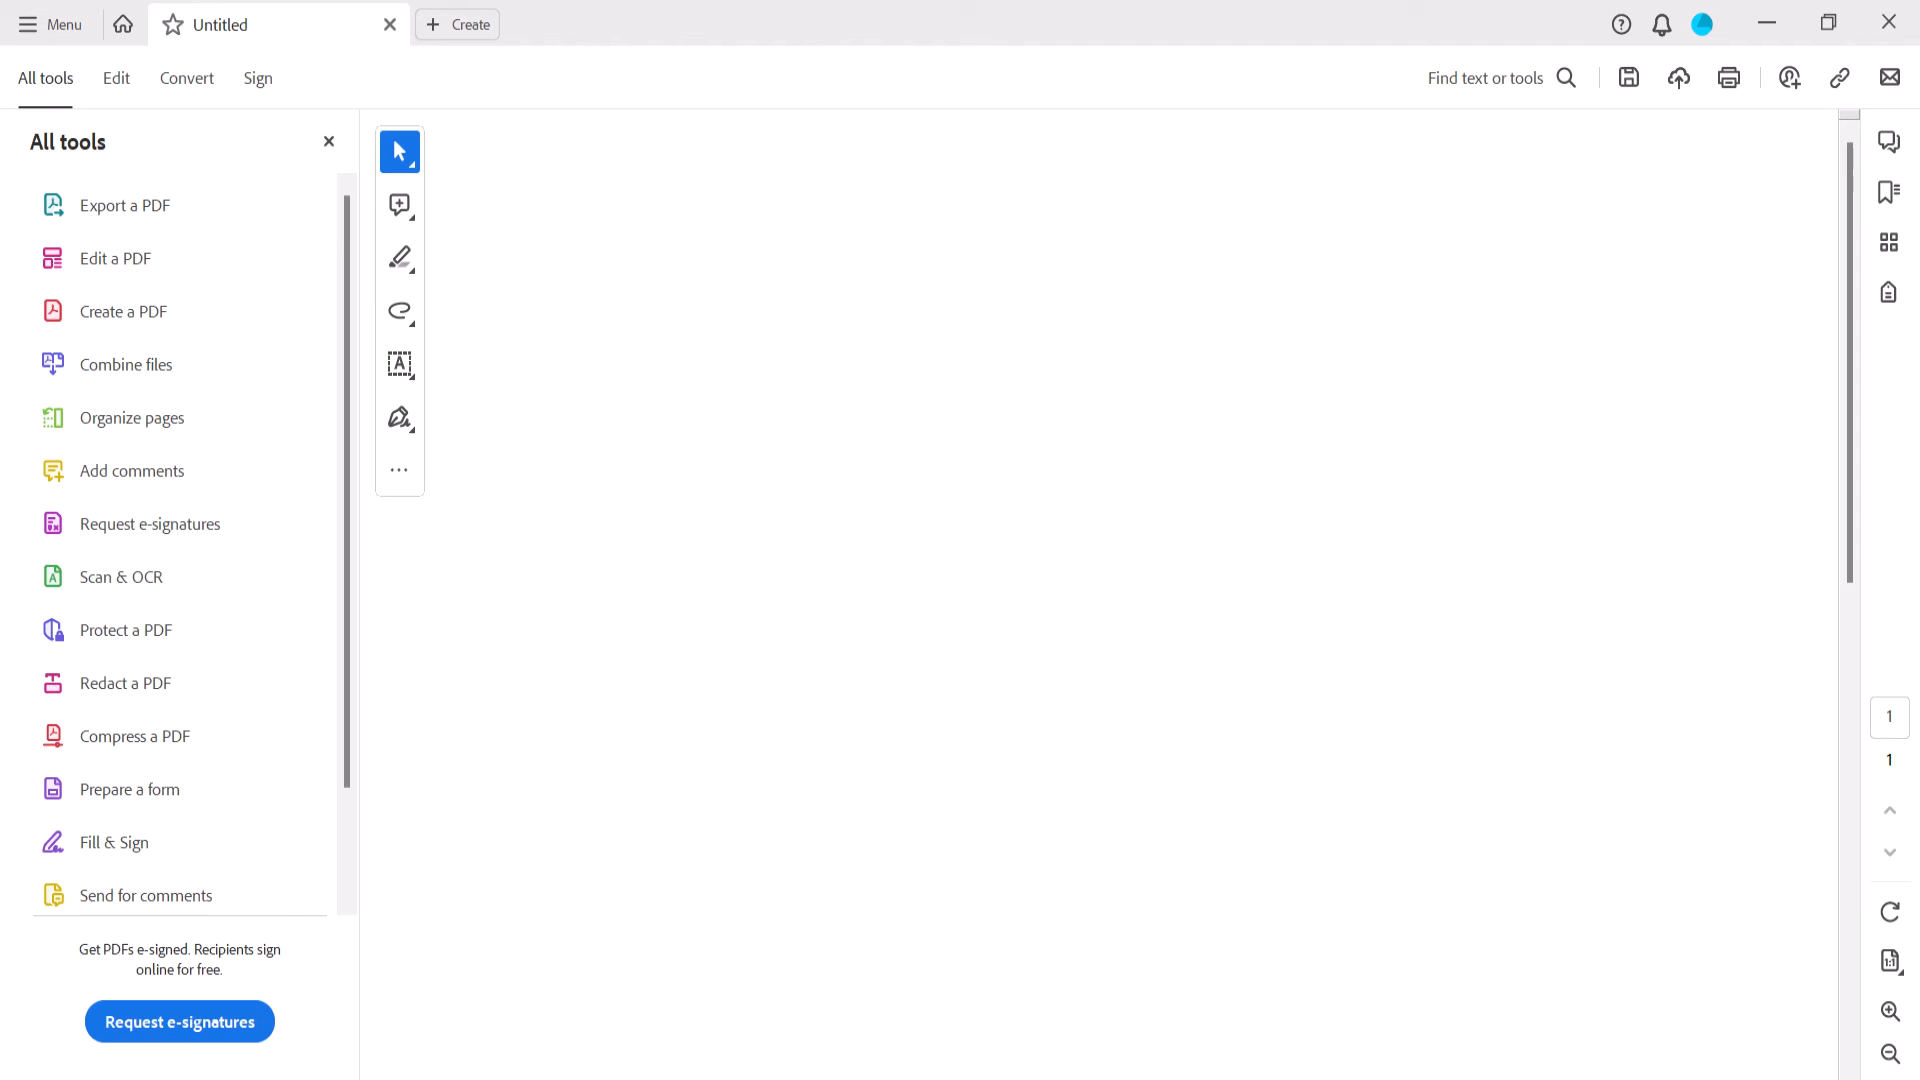 Menu
Untitled
Create
All tools
Edit
Convert
Sign
Find text or tools
All tools
Export a PDF
Edit a PDF
Create a PDF
Combine files
Organize pages
Add comments
Request e-signatures
Scan & OCR
Protect a PDF
Redact a PDF
Compress a PDF
Prepare a form
Fill & Sign
Send for comments
Get PDFs e-signed. Recipients sign
online for free.
Request e-signatures
1
1